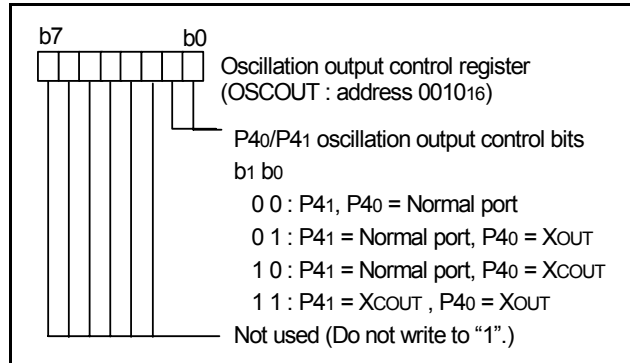 b7 b0
Oscillation output control register
(OSCOUT : address 001016)
P40/P41 oscillation output control bits
b1 b0
0 0 : P41, P40 = Normal port
0 1 : P41 = Normal port, P40 = XOUT
1 0 : P41 = Normal port, P40 = XCOUT
1 1 : P41 = XCOUT , P40 = XOUT
Not used (Do not write to “1”.)